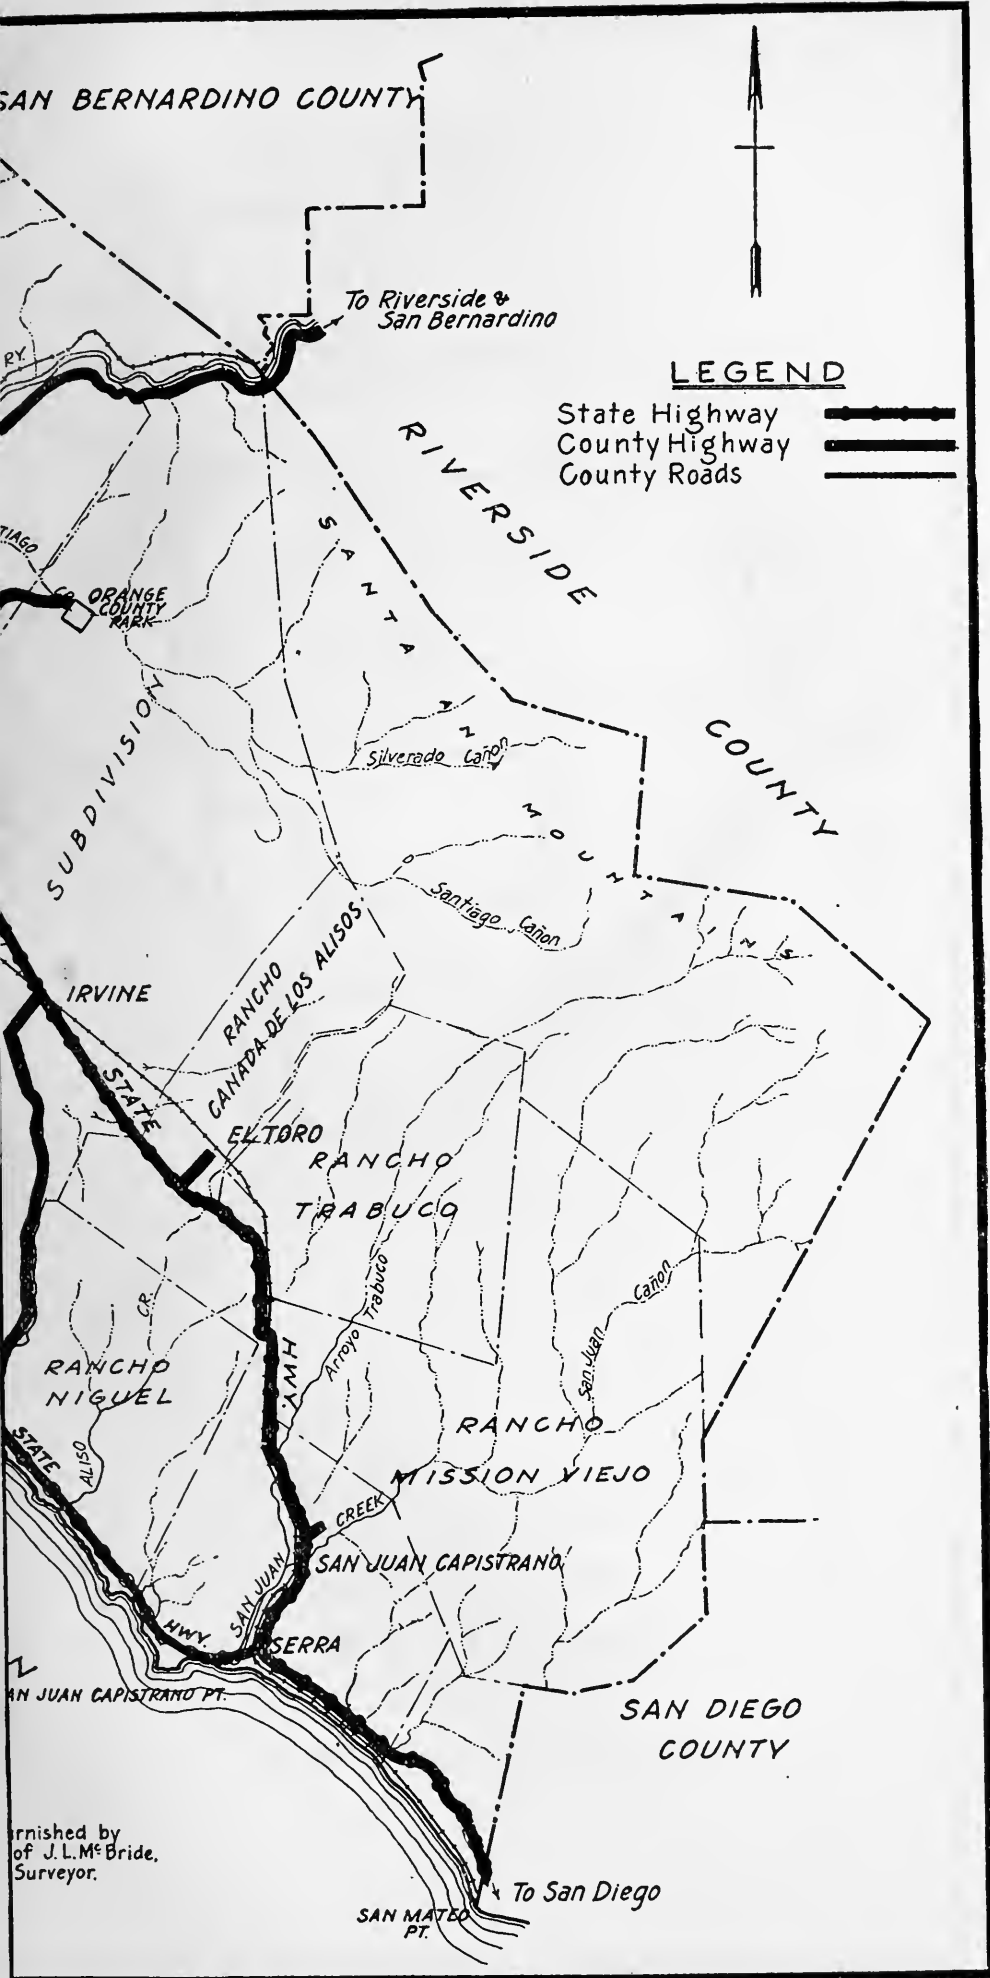 SAN BERNARDINO COUNTY
To Riverside &
San Bernardino
RY.
LEGEND
State Highway
County Highway
County Roads
RIVERSIDE
COUNTY
SANTA
ANA
MOUNTAINS
TIAGO
Co.
ORANGE
COUNTY
PARK
SUBDIVISION
Silverado Cañon
Santiago Cañon
IRVINE
RANCHO
CANADA DE LOS ALISOS
STATE
EL TORO
RANCHO
TRABUCO
CR.
Arroyo Trabuco
San Juan Cañon
HWY.
RANCHO
NIGUEL
STATE
ALISO
RANCHO
MISSION VIEJO
CREEK
SAN JUAN CAPISTRANO
SAN JUAN
HWY.
SERRA
N
AN JUAN CAPISTRANO PT.
SAN DIEGO
COUNTY
rnished by
of J.L.McBride,
Surveyor.
To San Diego
SAN MATEO
PT.